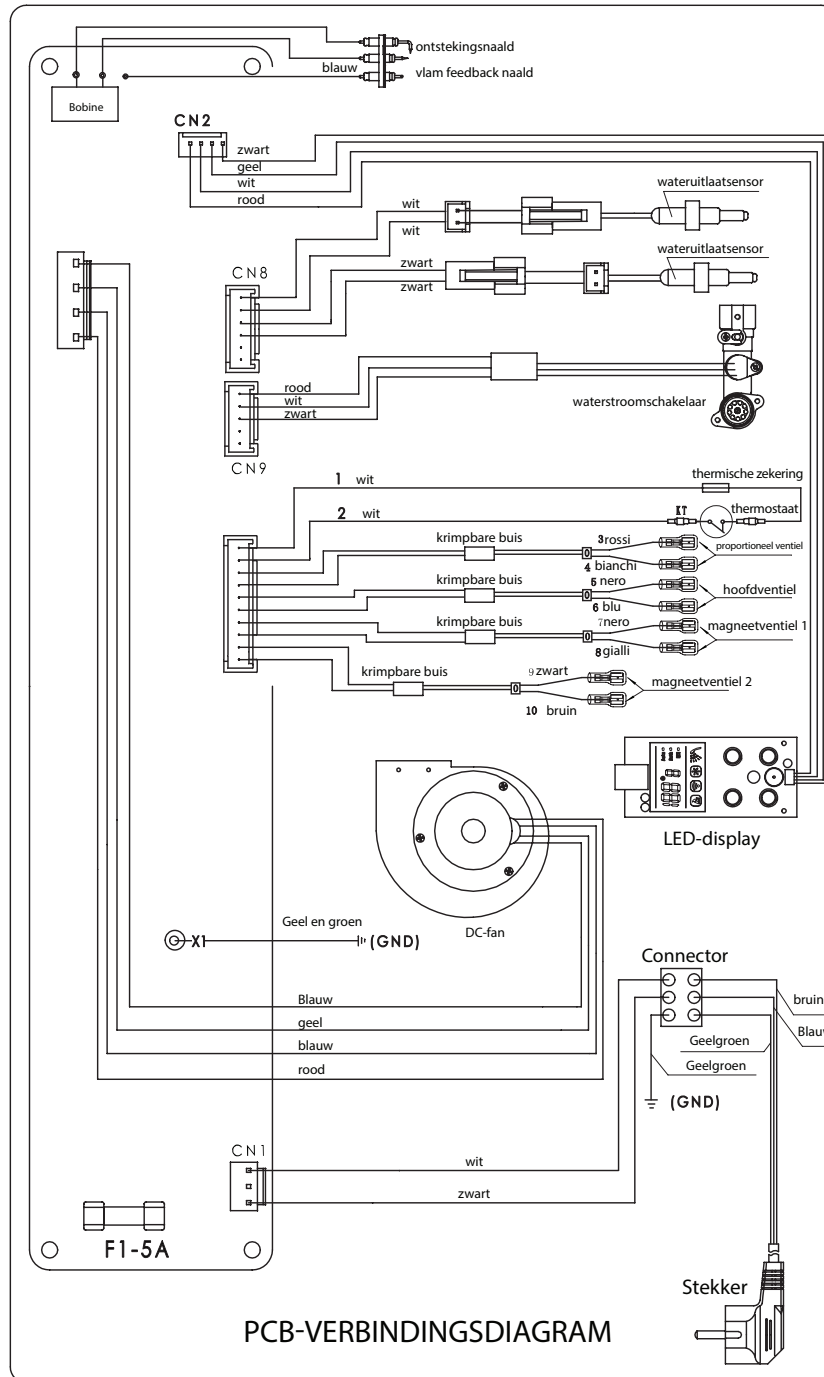 ontstekingsnaald
blauw
vlam feedback naald
Bobine
CN2
zwart
geel
wit
rood
wateruitlaatsensor
wit
wit
wateruitlaatsensor
CN8
zwart
zwart
rood
wit
zwart
waterstroomschakelaar
CN9
1 wit
thermische zekering
2 wit
KT
thermostaat
krimpbare buis
3 rossi
proportioneel ventiel
4 bianchi
krimpbare buis
5 nero
hoofdventiel
6 blu
krimpbare buis
7 nero
magneetventiel 1
8 gialli
krimpbare buis
9 zwart
magneetventiel 2
10 bruin
LED-display
Geel en groen
X1
(GND)
DC-fan
Connector
Blauw
bruin
geel
Blauw
blauw
Geelgroen
rood
Geelgroen
(GND)
CN1
wit
zwart
F1-5A
Stekker
PCB-VERBINDINGSDIAGRAM